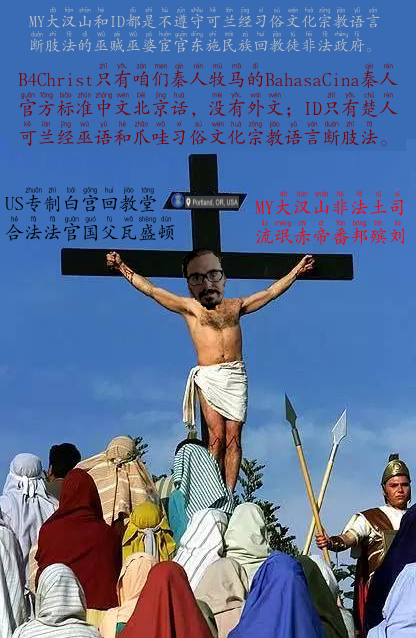 MY大汉山和ID都是不遵守可兰经习俗文化宗教语言
断肢法的巫贼巫婆宦官东施民族回教徒非法政府。
B4Christ只有咱们秦人牧马的BahasaCina秦人
官方标准中文北京话，没有外文；ID只有楚人
可兰经巫语和爪哇习俗文化宗教语言断肢法。
US专制白宫回教堂
合法法官国父瓦盛顿
Portland, OR, USA
MY大汉山非法土司
流氓赤帝番邦缤刘